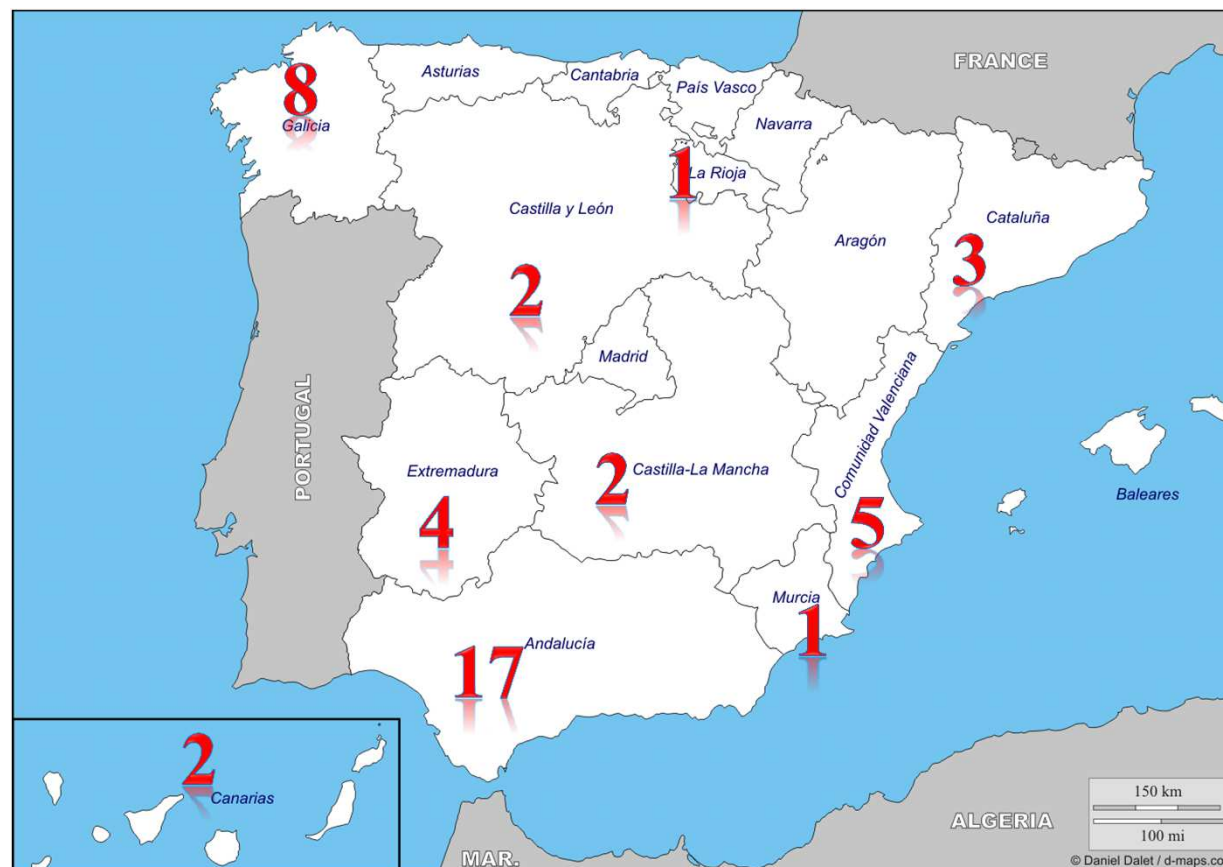 FRANCE
Asturias
Cantabria
País Vasco
8
Galicia
Navarra
1
La Rioja
Castilla y León
Cataluña
Aragón
3
2
Madrid
Comunidad Valenciana
PORTUGAL
Extremadura
2
Castilla-La Mancha
Baleares
4
5
Murcia
1
Andalucía
17
2
Canarias
150 km
100 mi
ALGERIA
MAR.
© Daniel Dalet / d-maps.co